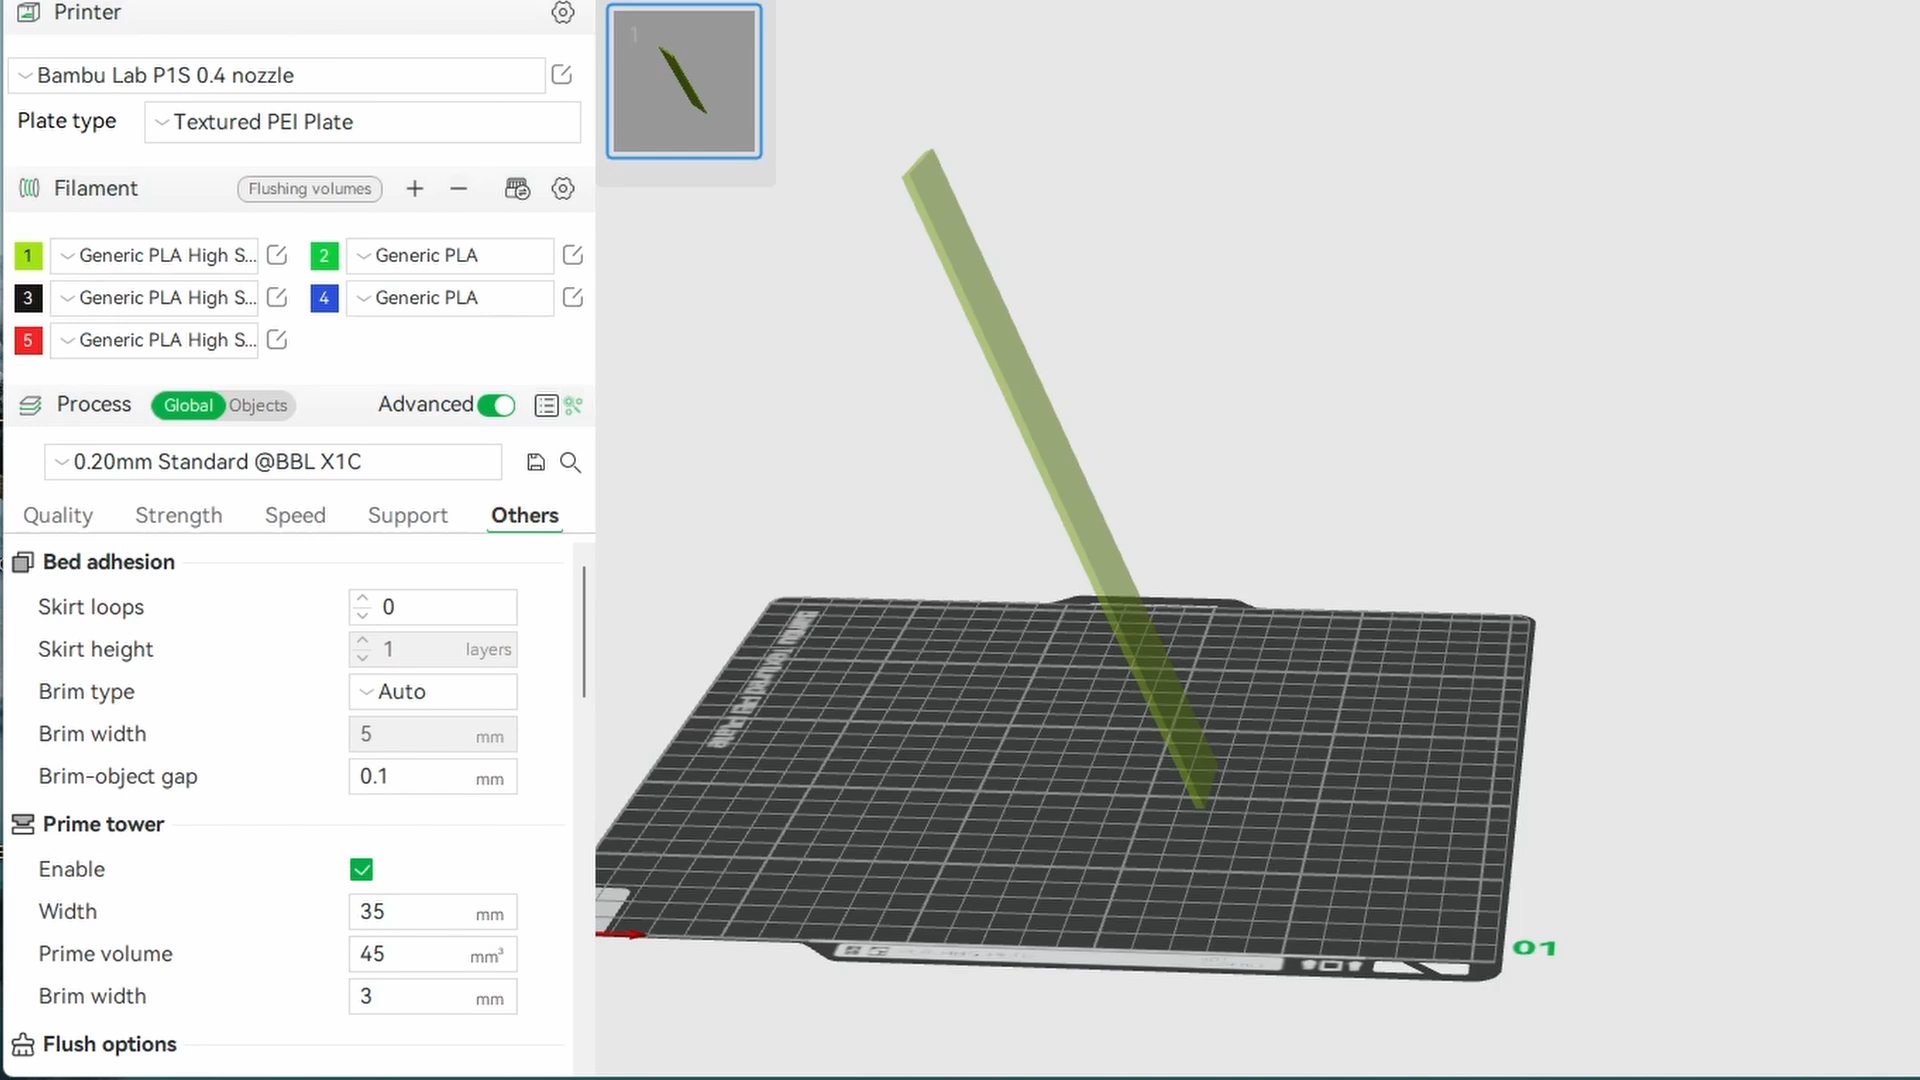 Printer
1
Bambu Lab P1S 0.4 nozzle
Plate type
Textured PEI Plate
Filament
Flushing volumes
1
Generic PLA High S...
2
Generic PLA
3
Generic PLA High S...
4
Generic PLA
5
Generic PLA High S...
Process
Global
Objects
Advanced
0.20mm Standard @BBL X1C
Quality
Strength
Speed
Support
Others
Bed adhesion
Skirt loops
0
Skirt height
1
layers
Brim type
Auto
Brim width
5
mm
Brim-object gap
0.1
mm
Prime tower
Enable
Width
35
mm
Prime volume
45
mm³
Brim width
3
mm
Flush options
01